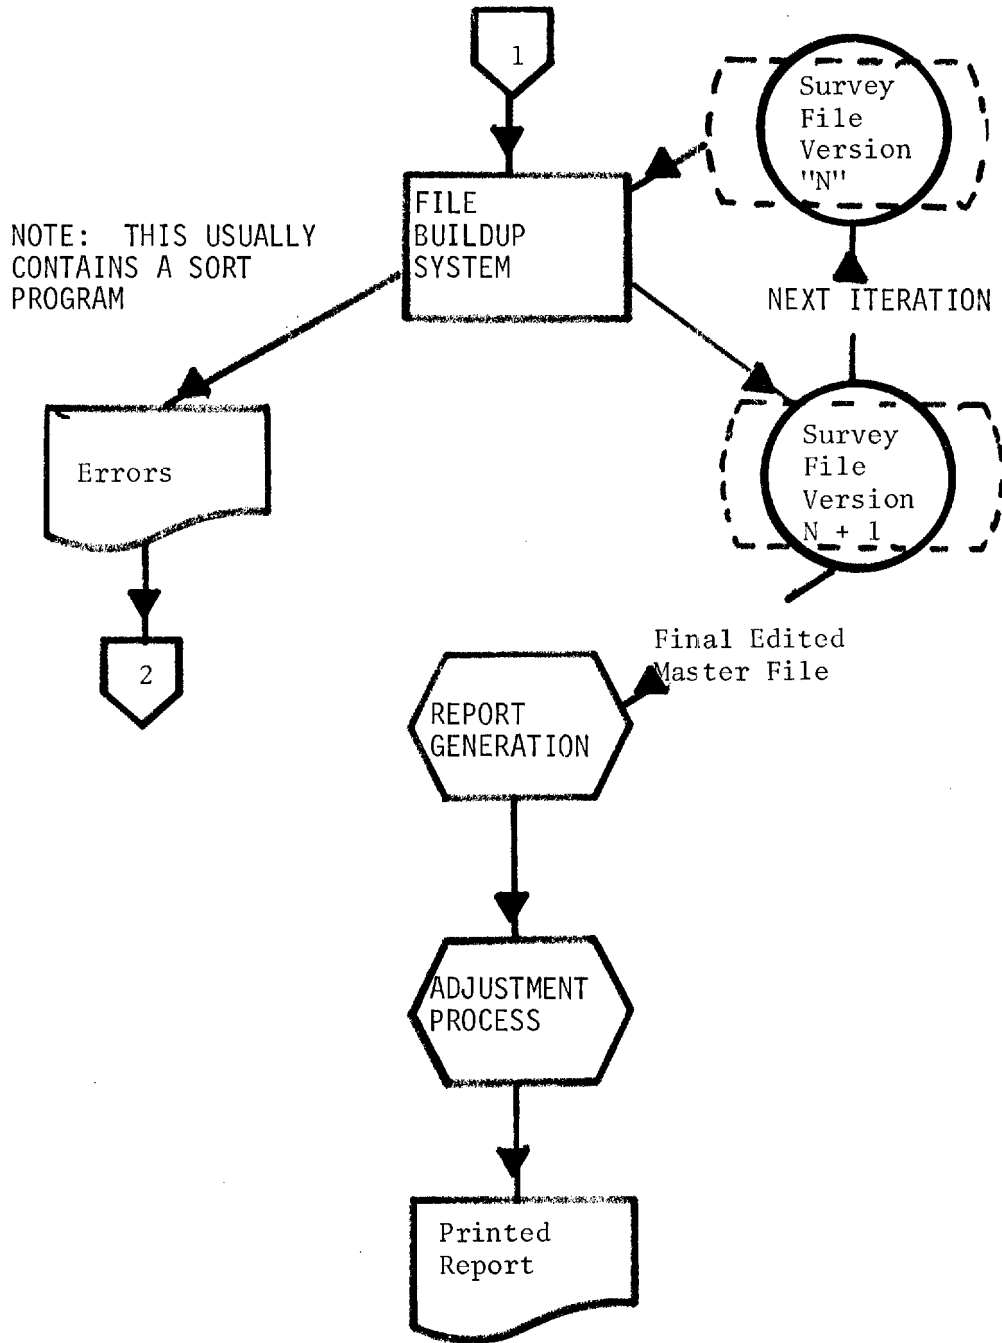 1
Survey
File
Version
"N"
FILE
BUILDUP
SYSTEM
NOTE: THIS USUALLY
CONTAINS A SORT
PROGRAM
NEXT ITERATION
Errors
Survey
File
Version
N + 1
2
Final Edited
Master File
REPORT
GENERATION
ADJUSTMENT
PROCESS
Printed
Report